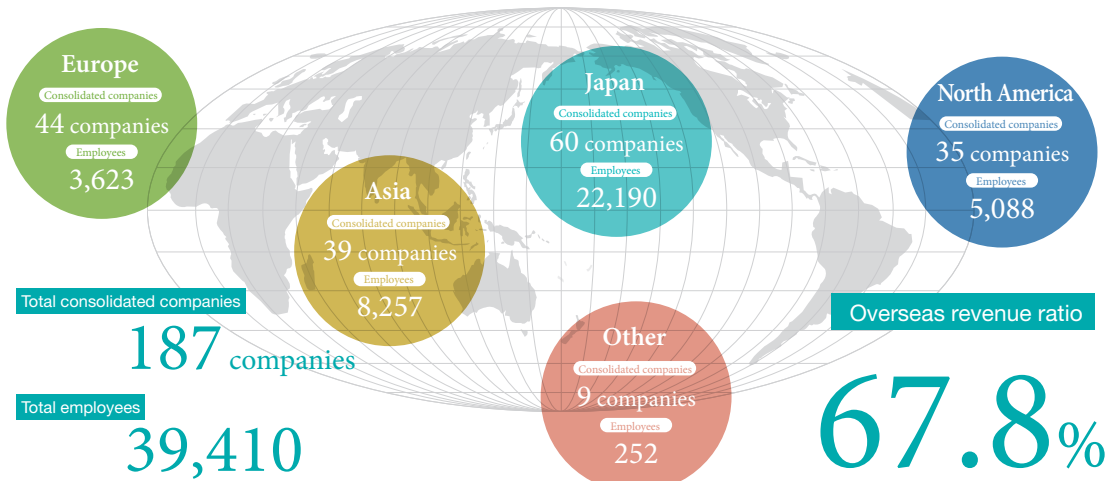 Europe
Consolidated companies
44 companies
Employees
3,623
Asia
Consolidated companies
39 companies
Employees
8,257
Japan
Consolidated companies
60 companies
Employees
22,190
North America
Consolidated companies
35 companies
Employees
5,088
Other
Consolidated companies
9 companies
Employees
252
Total consolidated companies
187 companies
Total employees
39,410
Overseas revenue ratio
67.8%